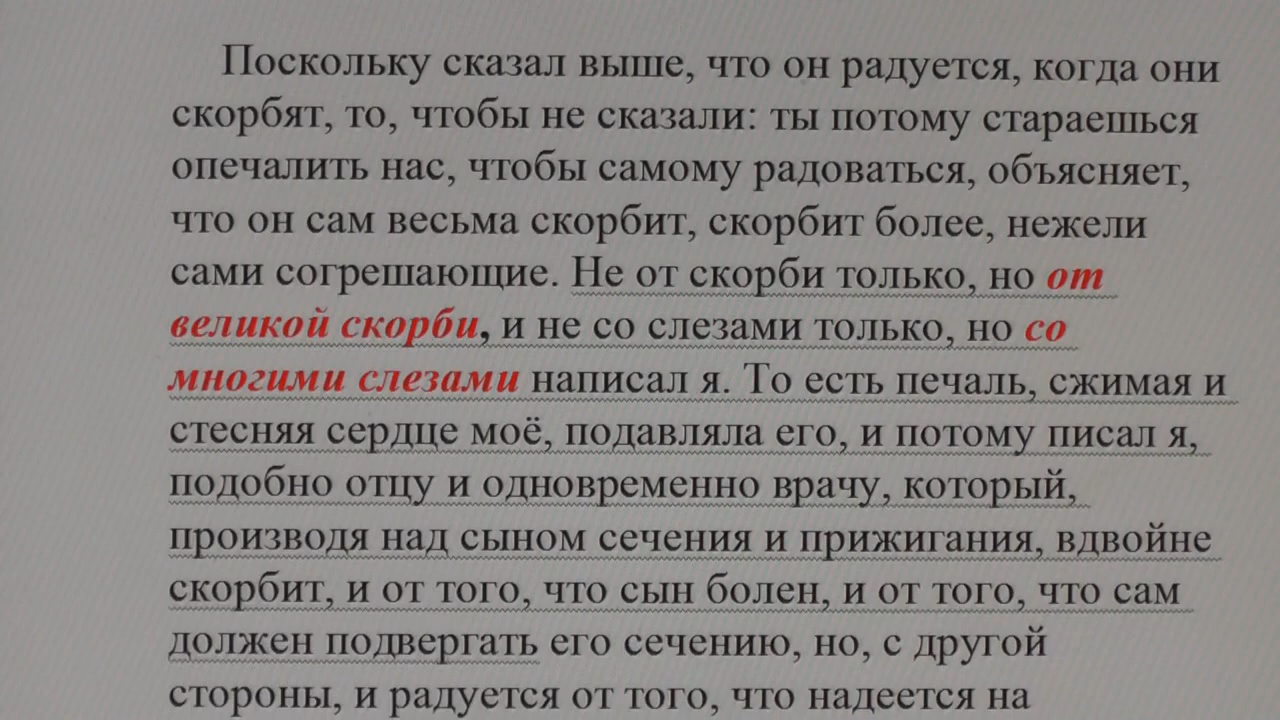 Поскольку сказал выше, что он радуется, когда они
скорбят, то, чтобы не сказали: ты потому стараешься
опечалить нас, чтобы самому радоваться, объясняет,
что он сам весьма скорбит, скорбит более, нежели
сами согрешающие. Не от скорби только, но от
великой скорби, и не со слезами только, но со
многими слезами написал я. То есть печаль, сжимая и
стесняя сердце моё, подавляла его, и потому писал я,
подобно отцу и одновременно врачу, который,
производя над сыном сечения и прижигания, вдвойне
скорбит, и от того, что сын болен, и от того, что сам
должен подвергать его сечению, но, с другой
стороны, и радуется от того, что надеется на